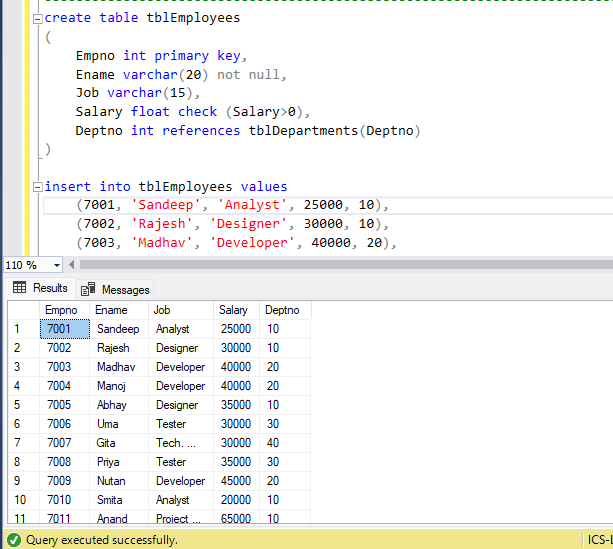 create table tblEmployees
(
Empno int primary key,
Ename varchar(20) not null,
Job varchar(15),
Salary float check (Salary>0),
Deptno int references tblDepartments(Deptno)
)
insert into tblEmployees values
(7001, 'Sandeep', 'Analyst', 25000, 10),
(7002, 'Rajesh', 'Designer', 30000, 10),
(7003, 'Madhav', 'Developer', 40000, 20),
110 %
Results Messages
Empno Ename Job Salary Deptno
1 7001 Sandeep Analyst 25000 10
2 7002 Rajesh Designer 30000 10
3 7003 Madhav Developer 40000 20
4 7004 Manoj Developer 40000 20
5 7005 Abhay Designer 35000 10
6 7006 Uma Tester 30000 30
7 7007 Gita Tech. ... 30000 40
8 7008 Priya Tester 35000 30
9 7009 Nutan Developer 45000 20
10 7010 Smita Analyst 20000 10
11 7011 Anand Project ... 65000 10
Query executed successfully. ICS-